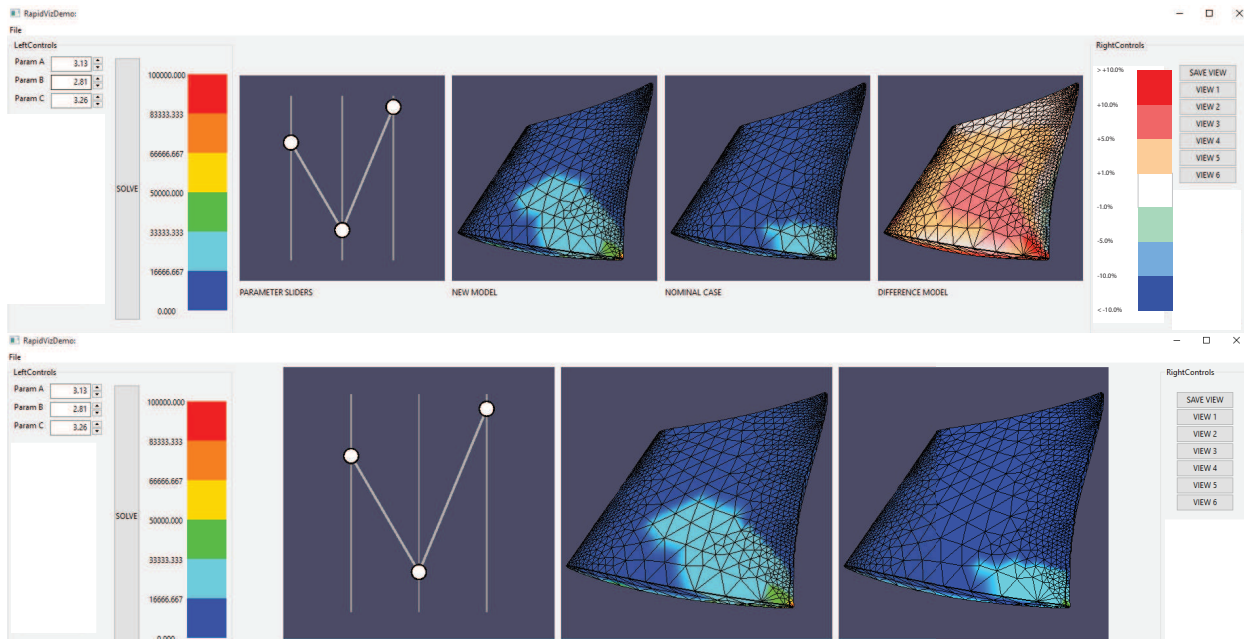 RapidVizDemo:
File
LeftControls
Param A 3.13
Param B 2.81
Param C 3.26
SOLVE
100000.000
83333.333
66666.667
50000.000
33333.333
16666.667
0.000
PARAMETER SLIDERS
NEW MODEL
NOMINAL CASE
DIFFERENCE MODEL
RightControls
> +10.0%
+10.0%
+5.0%
+1.0%
-1.0%
-5.0%
-10.0%
< -10.0%
SAVE VIEW
VIEW 1
VIEW 2
VIEW 3
VIEW 4
VIEW 5
VIEW 6
RapidVizDemo:
File
LeftControls
Param A 3.13
Param B 2.81
Param C 3.26
SOLVE
100000.000
83333.333
66666.667
50000.000
33333.333
16666.667
0.000
RightControls
SAVE VIEW
VIEW 1
VIEW 2
VIEW 3
VIEW 4
VIEW 5
VIEW 6